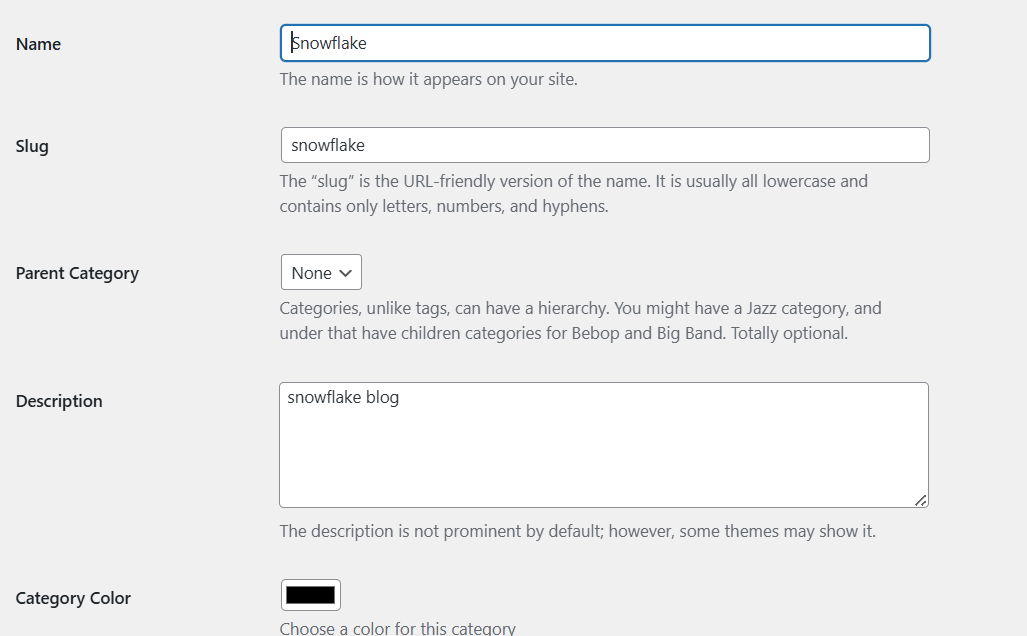 Name
Snowflake
The name is how it appears on your site.
Slug
snowflake
The “slug” is the URL-friendly version of the name. It is usually all lowercase and
contains only letters, numbers, and hyphens.
Parent Category
None
Categories, unlike tags, can have a hierarchy. You might have a Jazz category, and
under that have children categories for Bebop and Big Band. Totally optional.
Description
snowflake blog
The description is not prominent by default; however, some themes may show it.
Category Color
Choose a color for this category